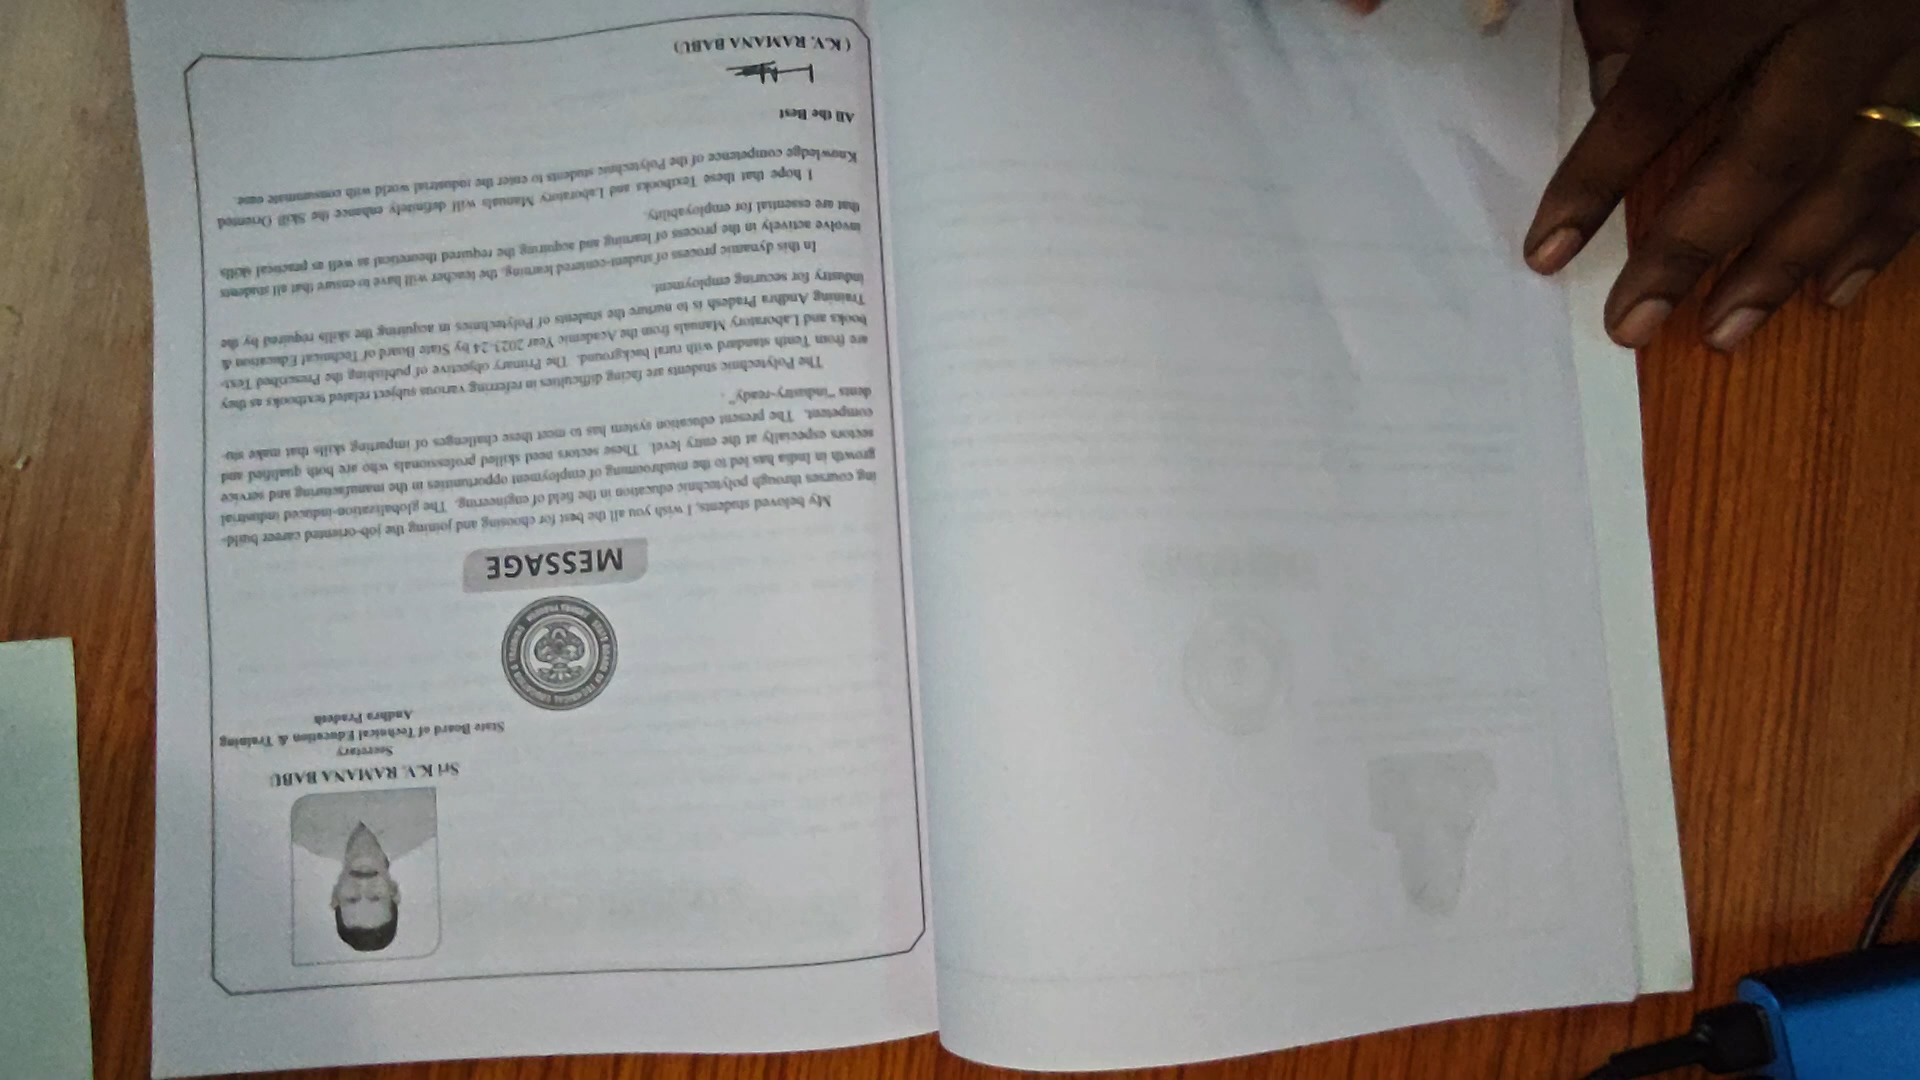 Sri K.V. RAMANA BABU
Secretary
State Board of Technical Education & Training
Andhra Pradesh
STATE BOARD OF TECHNICAL EDUCATION & TRAINING
ANDHRA PRADESH
MESSAGE
My beloved students, I wish you all the best for choosing and joining the job-oriented career build-
ing courses through polytechnic education in the field of engineering. The globalization-induced industrial
growth in India has led to the mushrooming of employment opportunities in the manufacturing and service
sectors especially at the entry level. These sectors need skilled professionals who are both qualified and
competent. The present education system has to meet these challenges of imparting skills that make stu-
dents "industry-ready".
The Polytechnic students are facing difficulties in referring various subject related textbooks as they
are from Tenth standard with rural background. The Primary objective of publishing the Prescribed Text-
books and Laboratory Manuals from the Academic Year 2023-24 by State Board of Technical Education &
Training Andhra Pradesh is to nurture the students of Polytechnics in acquiring the skills required by the
industry for securing employment.
In this dynamic process of student-centered learning, the teacher will have to ensure that all students
involve actively in the process of learning and acquiring the required theoretical as well as practical skills
that are essential for employability.
I hope that these Textbooks and Laboratory Manuals will definitely enhance the Skill Oriented
Knowledge competence of the Polytechnic students to enter the industrial world with consummate ease.
All the Best
( K.V. RAMANA BABU)